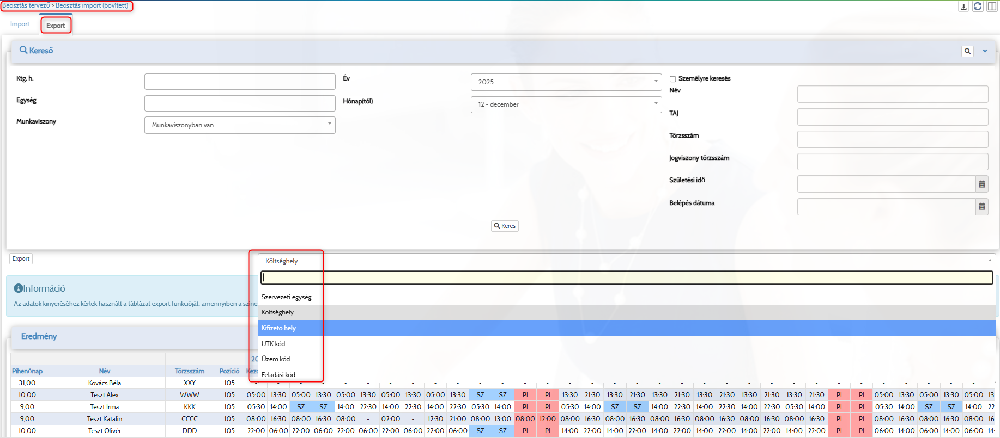 Beosztás tervező > Beosztás import (bovített)
Import
Export
Kereső
Ktg. h.
Egység
Munkaviszony
Munkaviszonyban van
Év
2025
Hónap(tól)
12 - december
Személyre keresés
Név
TAJ
Törzsszám
Jogviszony törzsszám
Születési idő
Belépés dátuma
Keres
Export
Költséghely
Szervezeti egység
Költséghely
Kifizeto hely
UTK kód
Üzem kód
Feladási kód
Információ
Az adatok kinyeréséhez kérlek használt a táblázat export funkcióját, amennyiben a
Eredmény
Pihenőnap Név Törzsszám Pozíció
31,00 Kovács Béla XXY 105
10,00 Teszt Alex WWW 105 05:00 13:30 05:00 13:30 05:00 13:30 05:00 13:30 05:00 13:30 SZ SZ PI PI 13:30 21:30 13:30 21:30 13:30 21:30 13:30 21:30 13:30 21:30 13:30 21:30 PI PI 05:00 13:30 05:00 13:30 05:00
9,00 Teszt Irma KKK 105 05:30 14:00 SZ SZ 14:00 22:30 14:00 22:30 14:00 22:30 05:30 14:00 PI PI 05:30 14:00 SZ SZ 14:00 22:30 14:00 22:30 14:00 22:30 05:30 14:00 PI PI 05:30 14:00 SZ SZ 14:00
9,00 Teszt Katalin CCCC 105 08:00 16:30 08:00 16:30 08:00 - 02:00 - 12:30 21:00 08:00 13:00 08:00 12:00 08:00 16:30 08:00 16:30 08:00 16:30 08:00 16:30 08:00 16:30 08:00 16:30 PI PI 08:00 16:30 08:00 16:30 08:00
10,00 Teszt Olivér DDD 105 22:00 06:00 22:00 06:00 22:00 06:00 22:00 06:00 22:00 06:00 SZ SZ PI PI 14:00 22:00 14:00 22:00 14:00 22:00 14:00 22:00 14:00 22:00 14:00 22:00 PI PI 06:00 14:00 06:00 14:00 06:00